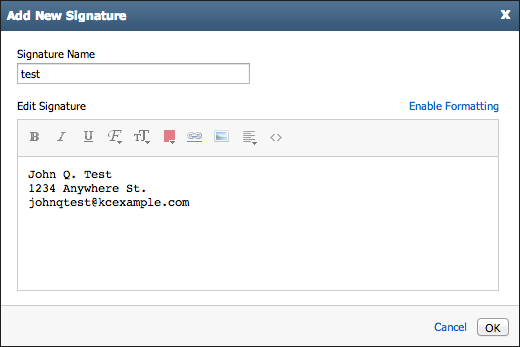 Add New Signature X
Signature Name
test
Edit Signature Enable Formatting
B I U F TT <>
John Q. Test
1234 Anywhere St.
johnqtest@kcexample.com
Cancel OK